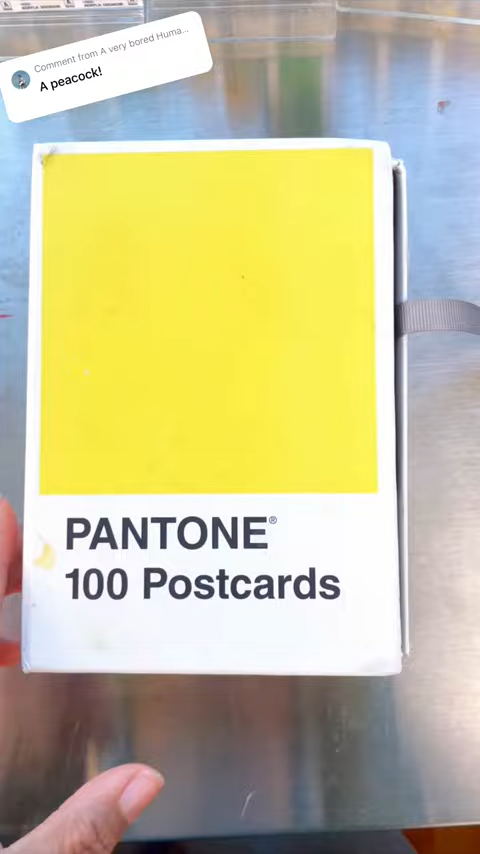 Comment from A very bored Huma...
A peacock!
PANTONE®
100 Postcards